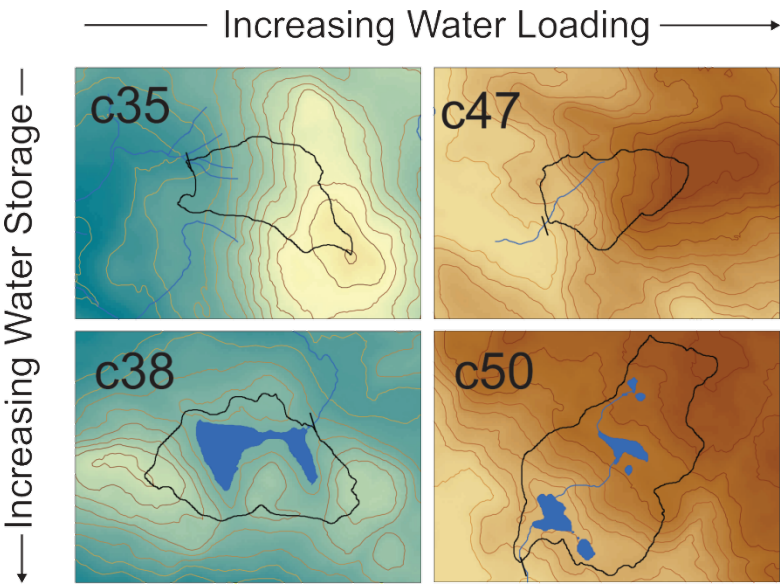 Increasing Water Loading
Increasing Water Storage
c35
c47
c38
c50